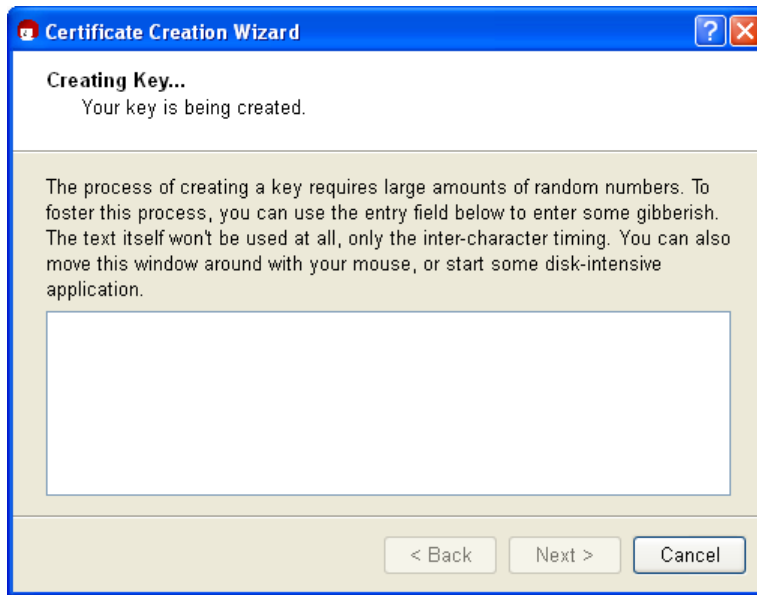 Certificate Creation Wizard
Creating Key...
Your key is being created.
The process of creating a key requires large amounts of random numbers. To
foster this process, you can use the entry field below to enter some gibberish.
The text itself won't be used at all, only the inter-character timing. You can also
move this window around with your mouse, or start some disk-intensive
application.
< Back Next > Cancel